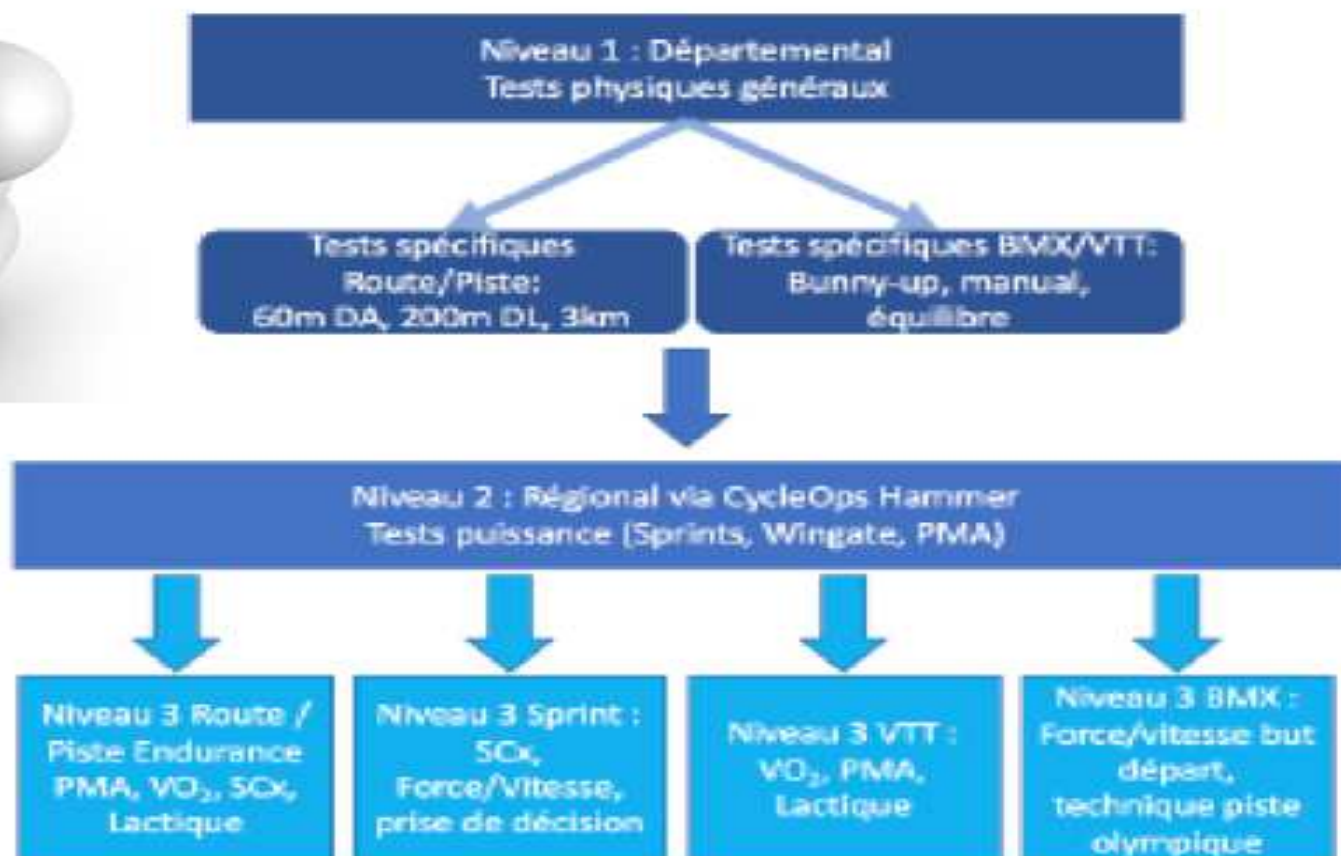 Niveau 1 : Départemental
Tests physiques généraux
Tests spécifiques
Route/Piste:
60m DA, 200m DL, 3km
Tests spécifiques BMX/VTT:
Bunny-up, manual,
équilibre
Niveau 2 : Régional via CycleOps Hammer
Tests puissance (Sprints, Wingate, PMA)
Niveau 3 Route /
Piste Endurance
PMA, VO₂, SCx,
Lactique
Niveau 3 Sprint :
SCx,
Force/Vitesse,
prise de décision
Niveau 3 VTT :
VO₂, PMA,
Lactique
Niveau 3 BMX :
Force/vitesse but
départ,
technique piste
olympique